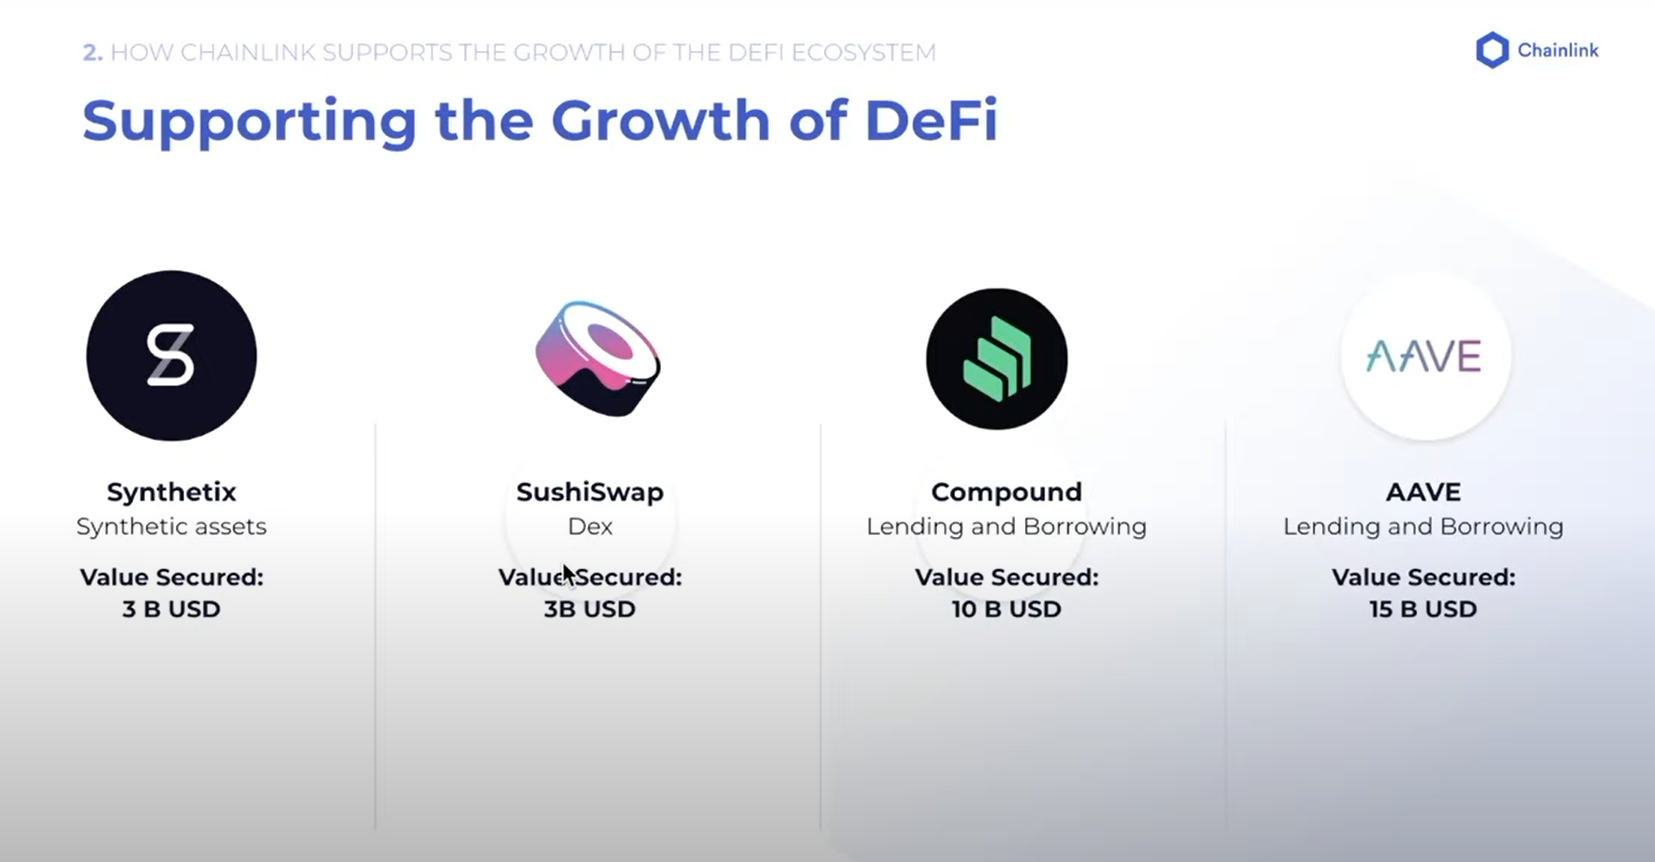 2. HOW CHAINLINK SUPPORTS THE GROWTH OF THE DEFI ECOSYSTEM
Chainlink
Supporting the Growth of DeFi
S
AAVE
Synthetix
Synthetic assets
Value Secured:
3 B USD
SushiSwap
Dex
Value Secured:
3B USD
Compound
Lending and Borrowing
Value Secured:
10 B USD
AAVE
Lending and Borrowing
Value Secured:
15 B USD